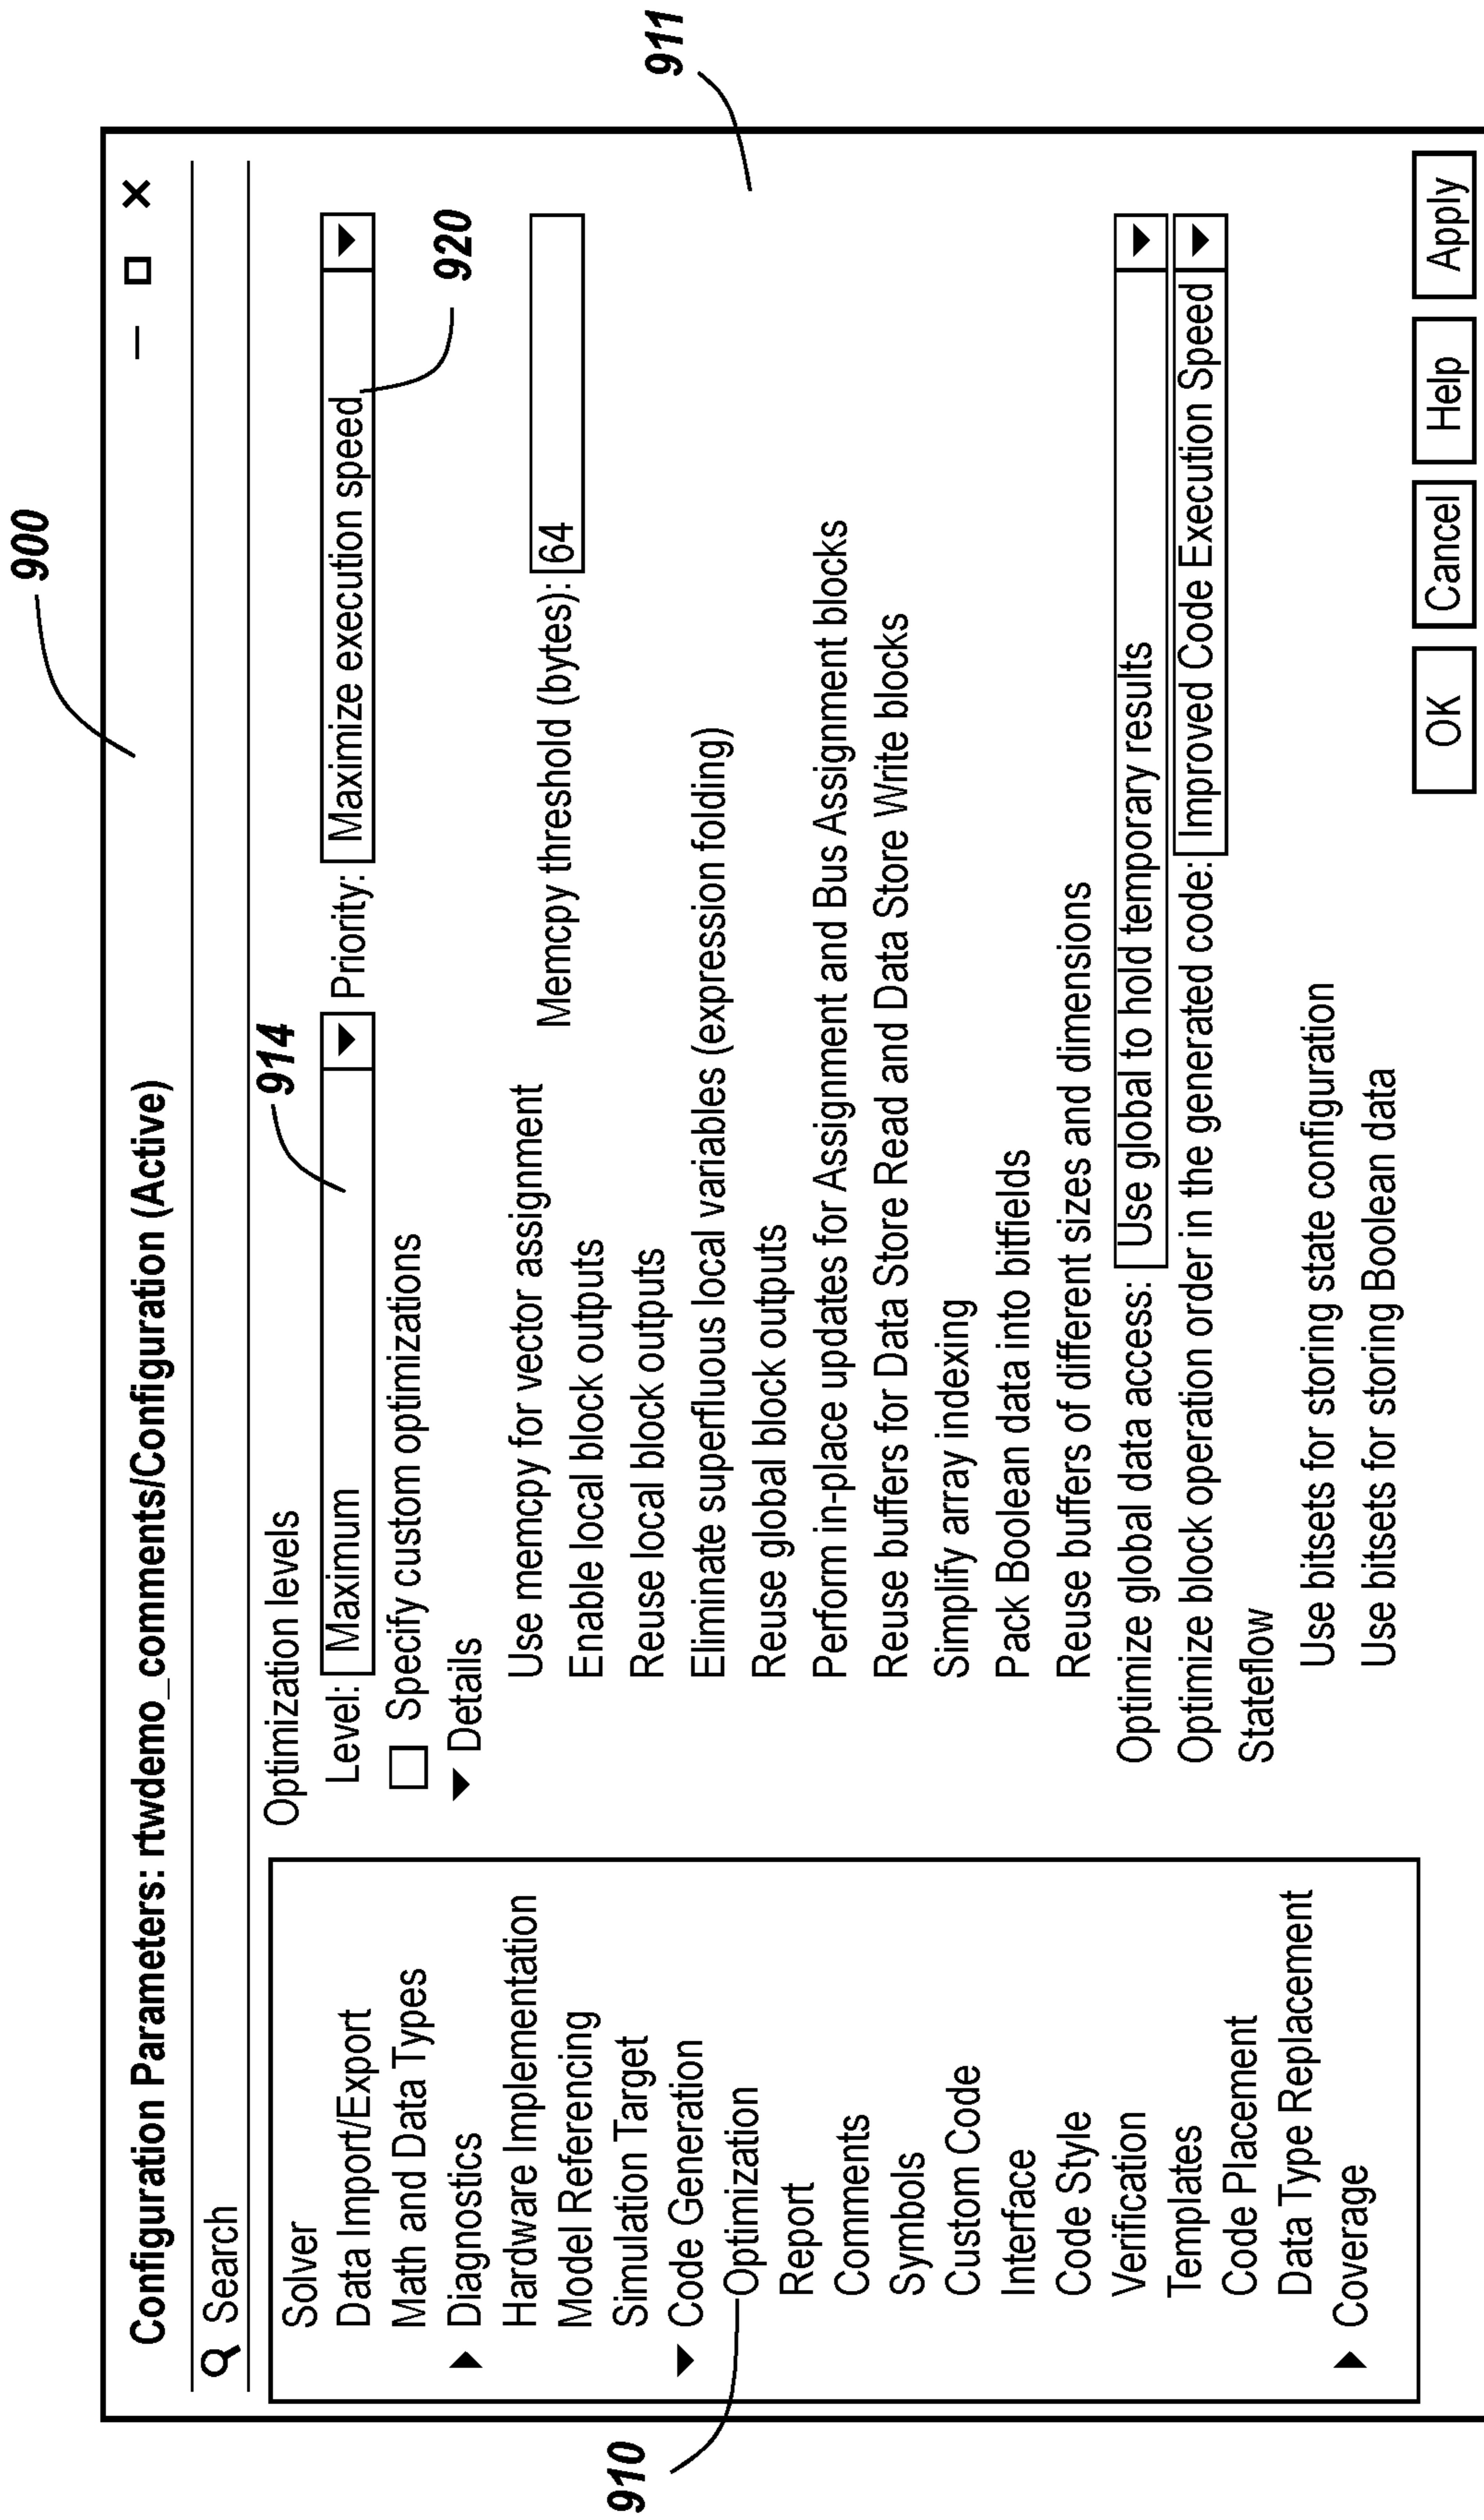 900
Configuration Parameters: rtwdemo_comments/Configuration (Active)
Search
Solver
Data Import/Export
Math and Data Types
Diagnostics
Hardware Implementation
Model Referencing
Simulation Target
Code Generation
Optimization
Report
Comments
Symbols
Custom Code
Interface
Code Style
Verification
Templates
Code Placement
Data Type Replacement
Coverage
910
Optimization levels
914
Level: Maximum Priority: Maximize execution speed
920
Specify custom optimizations
Details
Use memcpy for vector assignment
Memcpy threshold (bytes): 64
Enable local block outputs
Reuse local block outputs
911
Eliminate superfluous local variables (expression folding)
Reuse global block outputs
Perform in-place updates for Assignment and Bus Assignment blocks
Reuse buffers for Data Store Read and Data Store Write blocks
Simplify array indexing
Pack Boolean data into bitfields
Reuse buffers of different sizes and dimensions
Optimize global data access: Use global to hold temporary results
Optimize block operation order in the generated code: Improved Code Execution Speed
Stateflow
Use bitsets for storing state configuration
Use bitsets for storing Boolean data
OK Cancel Help Apply